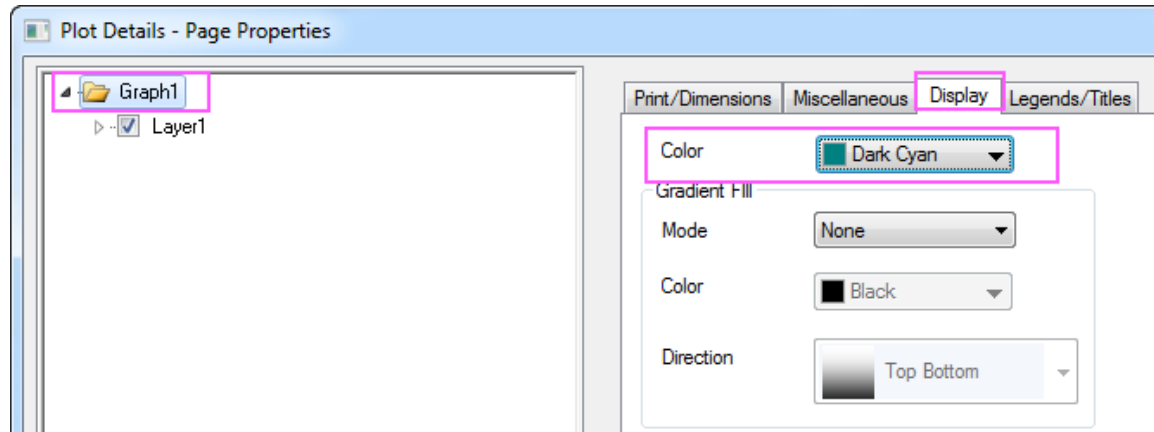 Plot Details - Page Properties
Graph1
Layer1
Print/Dimensions Miscellaneous Display Legends/Titles
Color Dark Cyan
Gradient Fill
Mode None
Color Black
Direction Top Bottom